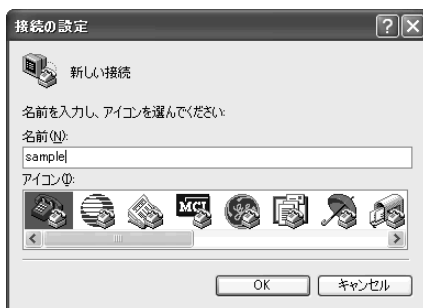 接続の設定
新しい接続
名前を入力し、アイコンを選んでください:
名前(N):
sample
アイコン(I):
MCI
OK
キャンセル